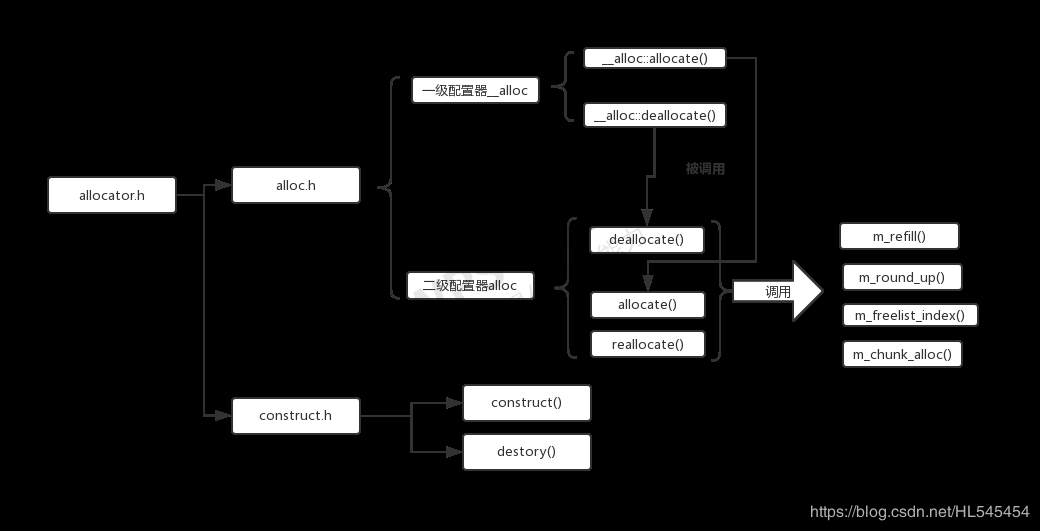 __alloc::allocate()
一级配置器__alloc
__alloc::deallocate()
被调用
alloc.h
allocator.h
deallocate()
m_refill()
m_round_up()
二级配置器alloc
调用
allocate()
m_freelist_index()
reallocate()
m_chunk_alloc()
construct()
construct.h
destory()
https://blog.csdn.net/HL545454